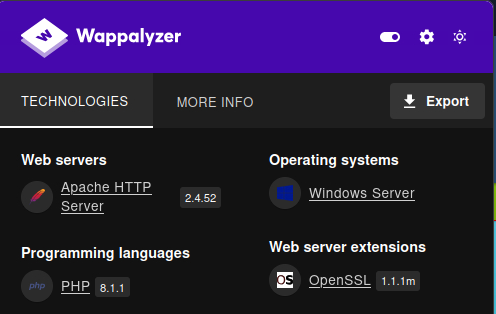 Wappalyzer
TECHNOLOGIES
MORE INFO
Export
Web servers
Apache HTTP
Server
2.4.52
Programming languages
php
PHP 8.1.1
Operating systems
Windows Server
Web server extensions
OS
OpenSSL 1.1.1m